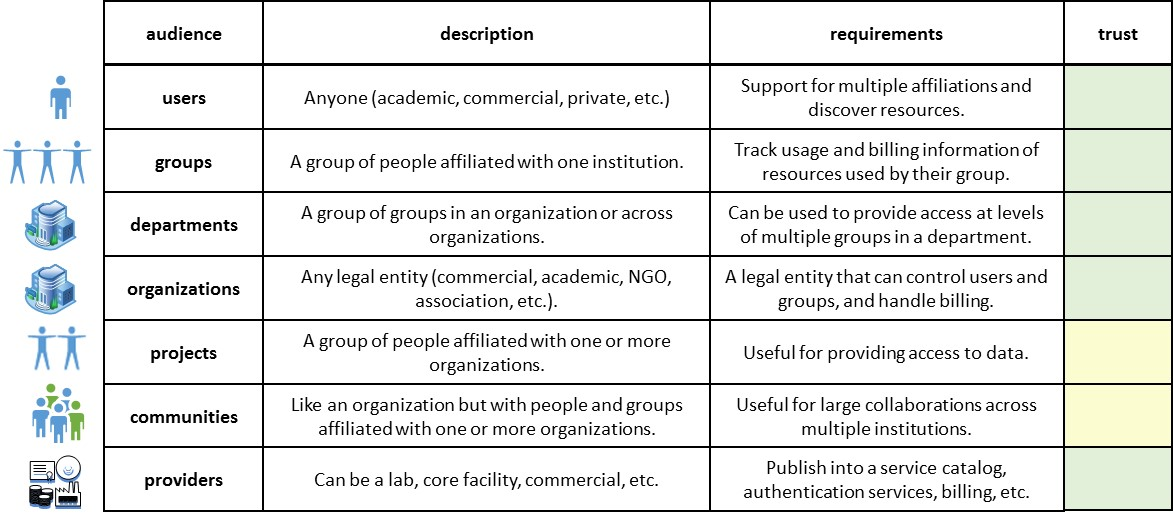 audience description requirements trust
users Anyone (academic, commercial, private, etc.) Support for multiple affiliations and
discover resources.
groups A group of people affiliated with one institution. Track usage and billing information of
resources used by their group.
departments A group of groups in an organization or across
organizations. Can be used to provide access at levels
of multiple groups in a department.
organizations Any legal entity (commercial, academic, NGO,
association, etc.). A legal entity that can control users and
groups, and handle billing.
projects A group of people affiliated with one or more
organizations. Useful for providing access to data.
communities Like an organization but with people and groups
affiliated with one or more organizations. Useful for large collaborations across
multiple institutions.
providers Can be a lab, core facility, commercial, etc. Publish into a service catalog,
authentication services, billing, etc.